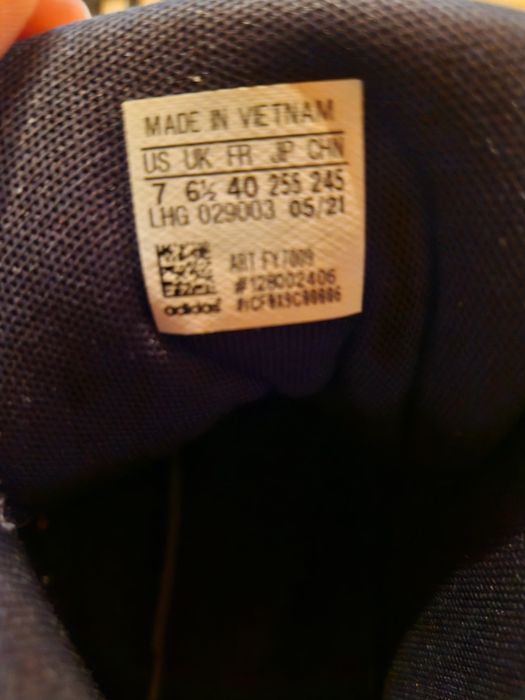 MADE IN VIETNAM
US UK FR JP CHN
7 6½ 40 255 245
LHG 029003 05/21
ART FY7009
#128002406
adidas